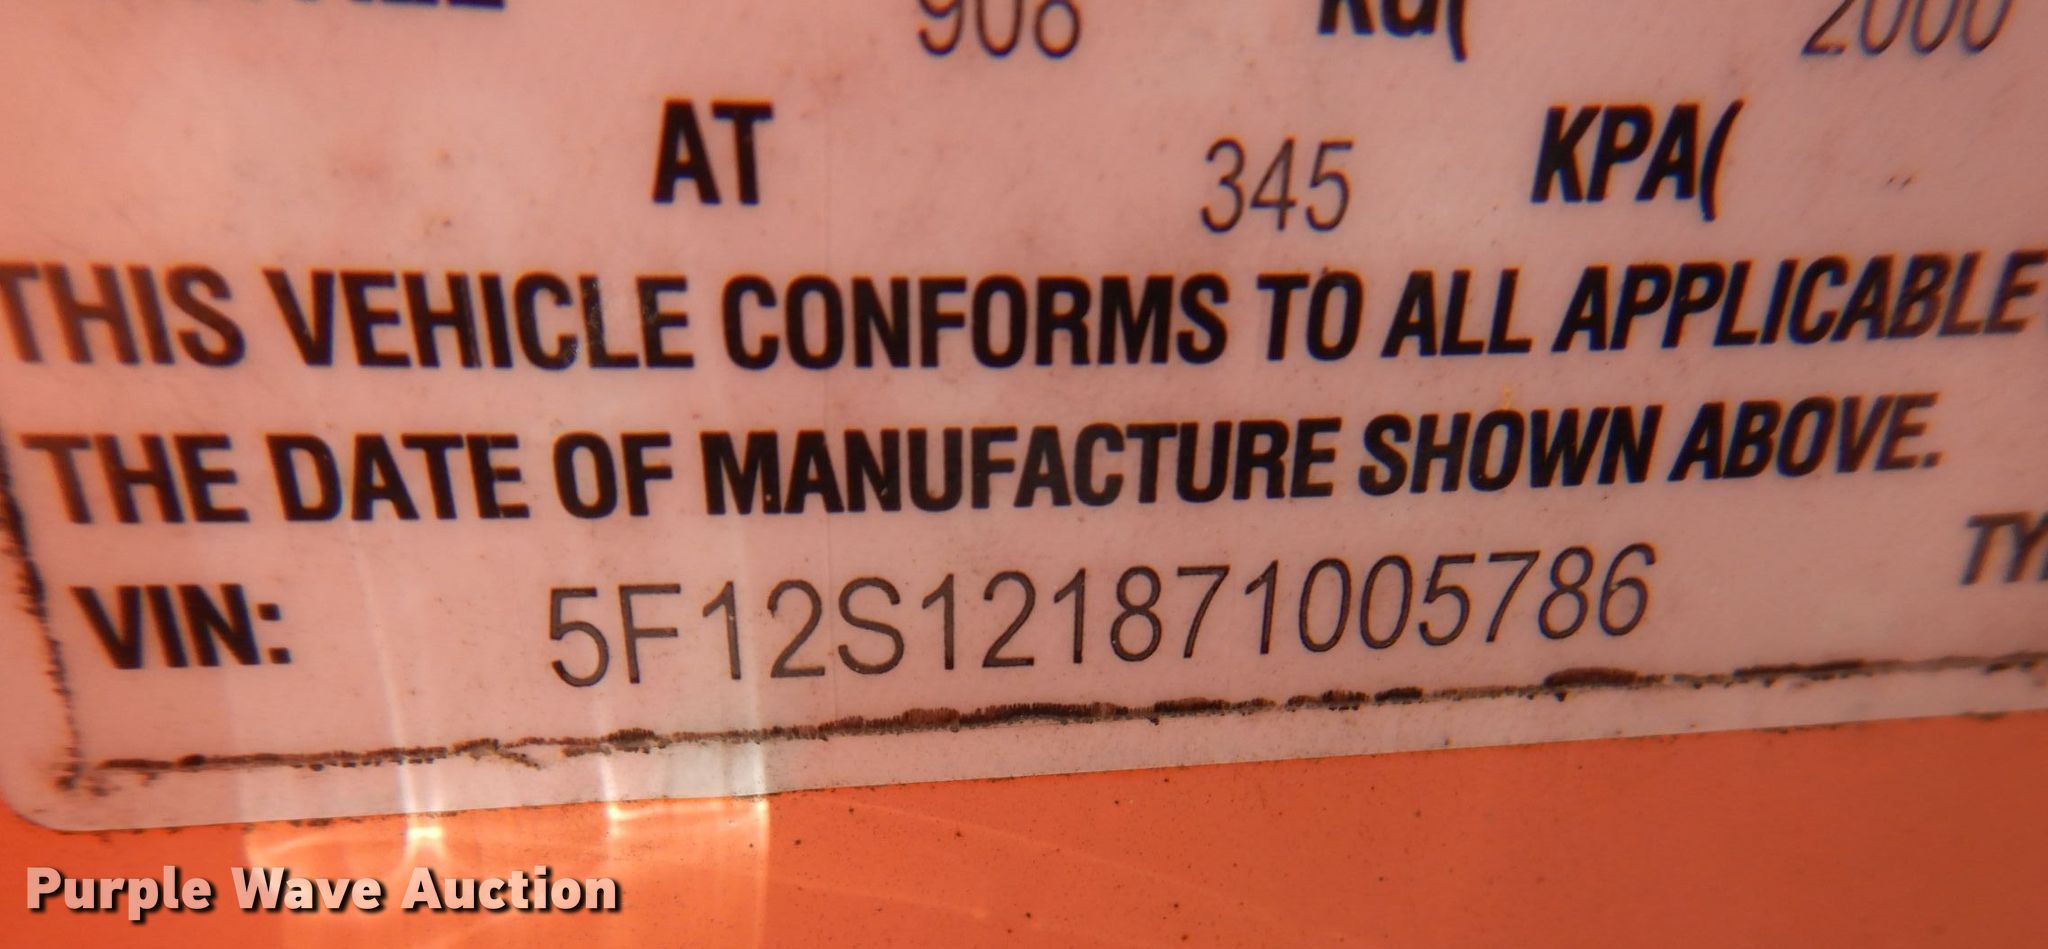 908 KG( 2000
AT 345 KPA(
THIS VEHICLE CONFORMS TO ALL APPLICABLE
THE DATE OF MANUFACTURE SHOWN ABOVE.
VIN: 5F12S121871005786
Purple Wave Auction